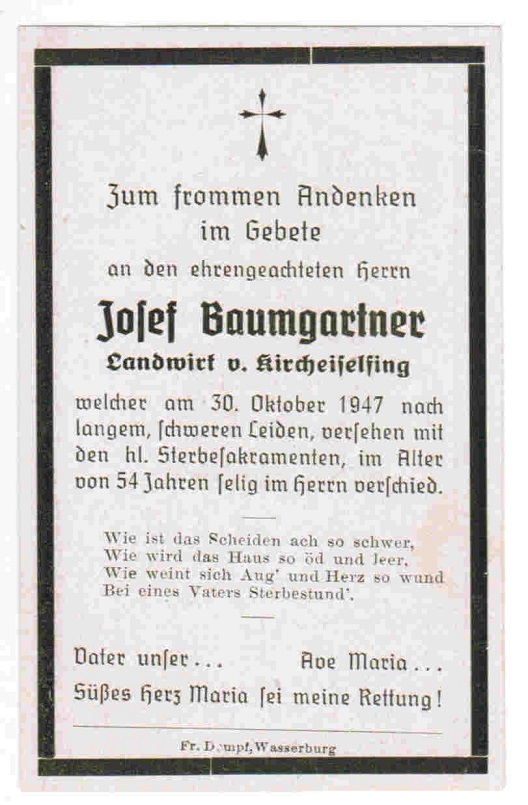 Zum frommen Andenken
im Gebete
an den ehrengeachteten Herrn
Josef Baumgartner
Landwirt v. Kircheiselfing
welcher am 30. Oktober 1947 nach
langem, schweren Leiden, versehen mit
den hl. Sterbesakramenten, im Alter
von 54 Jahren selig im Herrn verschied.
Wie ist das Scheiden ach so schwer,
Wie wird das Haus so öd und leer,
Wie weint sich Aug' und Herz so wund
Bei eines Vaters Sterbestund'.
Vater unser... Ave Maria...
Süßes Herz Maria sei meine Rettung!
Fr. Dempf, Wasserburg